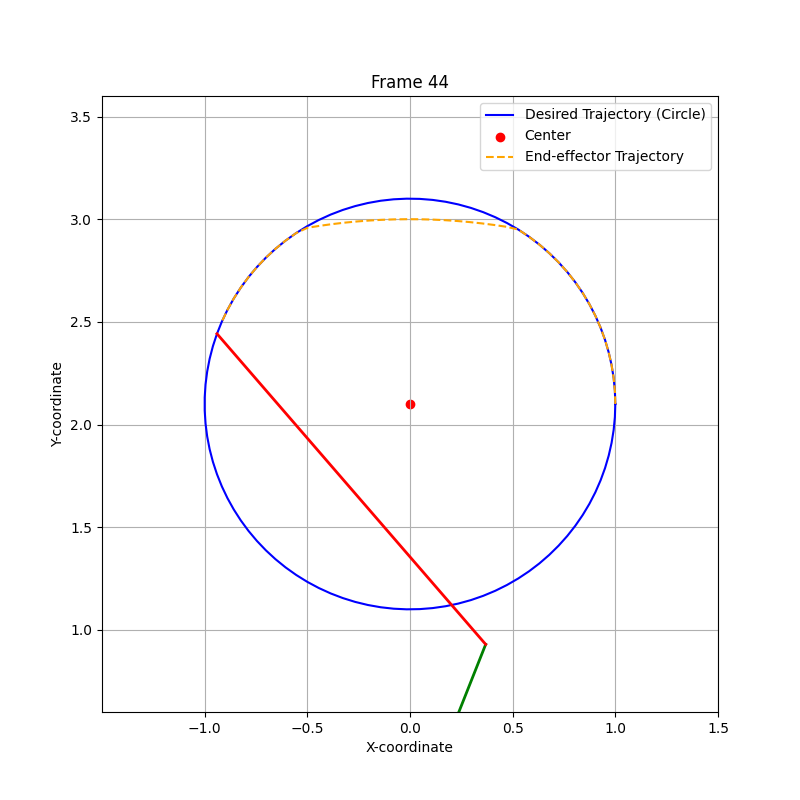 Frame 44
Desired Trajectory (Circle)
Center
End-effector Trajectory
3.5
3.0
2.5
2.0
1.5
1.0
Y-coordinate
−1.0 −0.5 0.0 0.5 1.0 1.5
X-coordinate